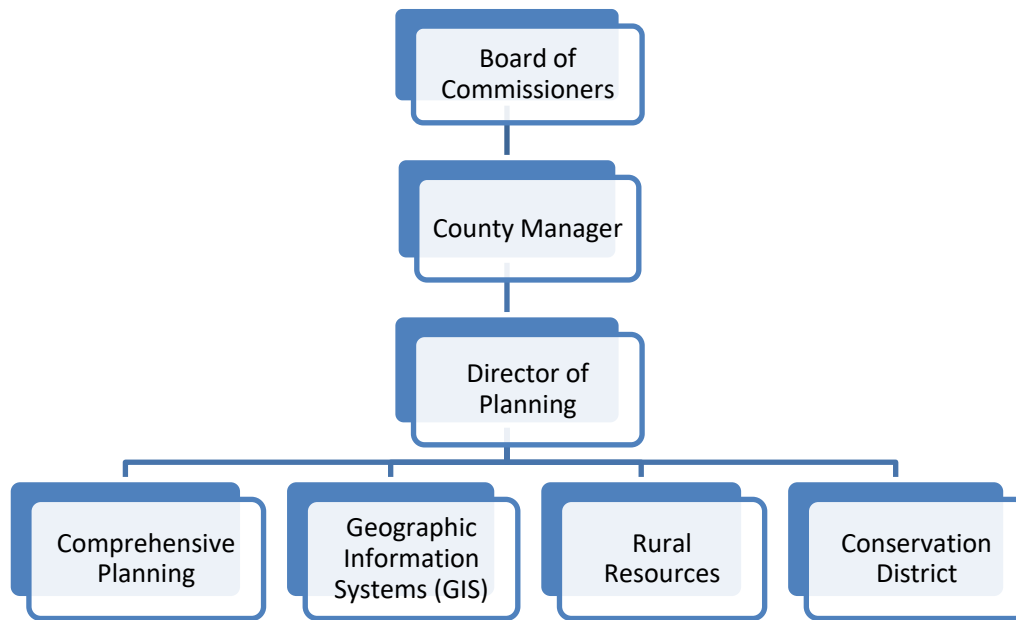 Board of
Commissioners
County Manager
Director of
Planning
Comprehensive
Planning
Geographic
Information
Systems (GIS)
Rural
Resources
Conservation
District